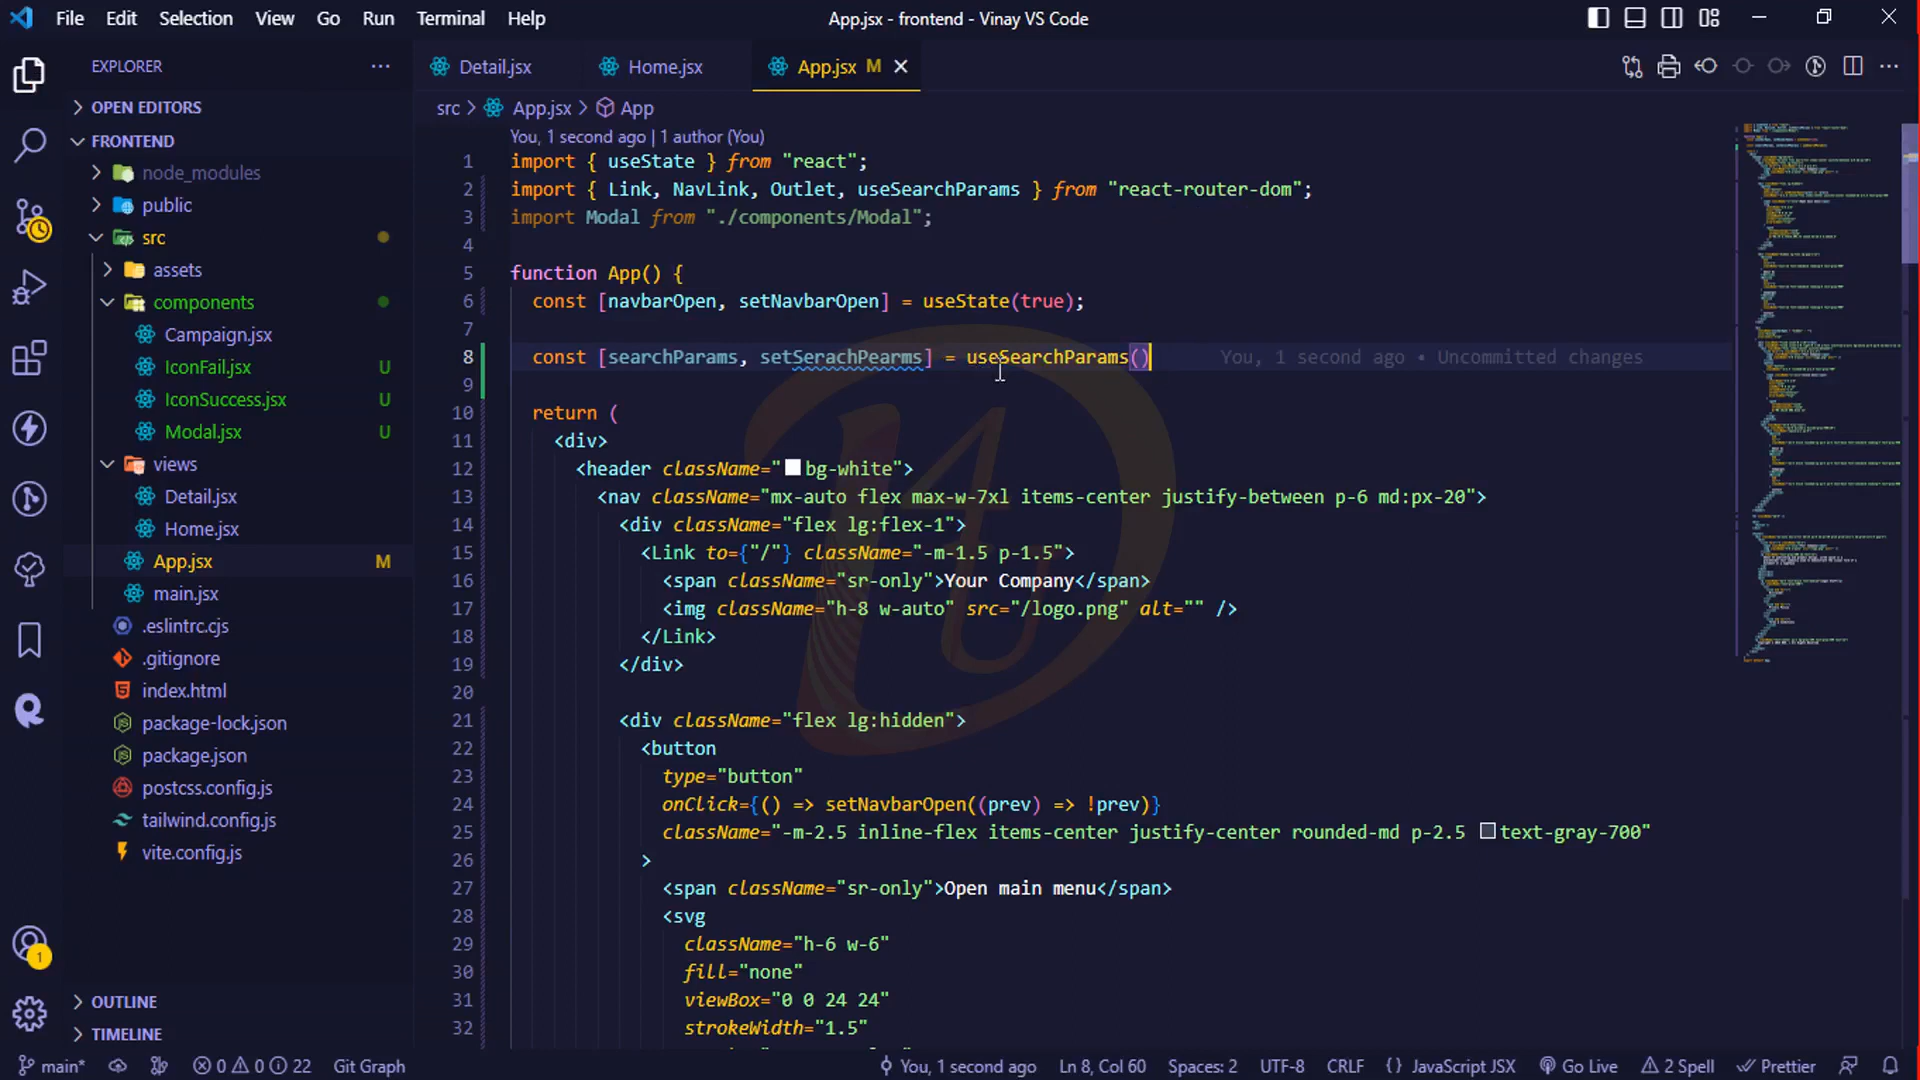 File Edit Selection View Go Run Terminal Help
App.jsx - frontend - Vinay VS Code
EXPLORER
OPEN EDITORS
FRONTEND
node_modules
public
src
assets
components
Campaign.jsx
IconFail.jsx U
IconSuccess.jsx U
Modal.jsx U
views
Detail.jsx
Home.jsx
App.jsx M
main.jsx
.eslintrc.cjs
.gitignore
index.html
package-lock.json
package.json
postcss.config.js
tailwind.config.js
vite.config.js
OUTLINE
TIMELINE
1
Detail.jsx Home.jsx App.jsx M
src > App.jsx > App
You, 1 second ago | 1 author (You)
1 import { useState } from "react";
2 import { Link, NavLink, Outlet, useSearchParams } from "react-router-dom";
3 import Modal from "./components/Modal";
4
5 function App() {
6 const [navbarOpen, setNavbarOpen] = useState(true);
7
8 const [searchParams, setSerachPearms] = useSearchParams() You, 1 second ago • Uncommitted changes
9
10 return (
11 <div>
12 <header className="bg-white">
13 <nav className="mx-auto flex max-w-7xl items-center justify-between p-6 md:px-20">
14 <div className="flex lg:flex-1">
15 <Link to={"/"} className="-m-1.5 p-1.5">
16 <span className="sr-only">Your Company</span>
17 <img className="h-8 w-auto" src="/logo.png" alt="" />
18 </Link>
19 </div>
20
21 <div className="flex lg:hidden">
22 <button
23 type="button"
24 onClick={() => setNavbarOpen((prev) => !prev)}
25 className="-m-2.5 inline-flex items-center justify-center rounded-md p-2.5 text-gray-700"
26 >
27 <span className="sr-only">Open main menu</span>
28 <svg
29 className="h-6 w-6"
30 fill="none"
31 viewBox="0 0 24 24"
32 strokeWidth="1.5"
main* 0 0 22 Git Graph You, 1 second ago Ln 8, Col 60 Spaces: 2 UTF-8 CRLF {} JavaScript JSX Go Live 2 Spell Prettier